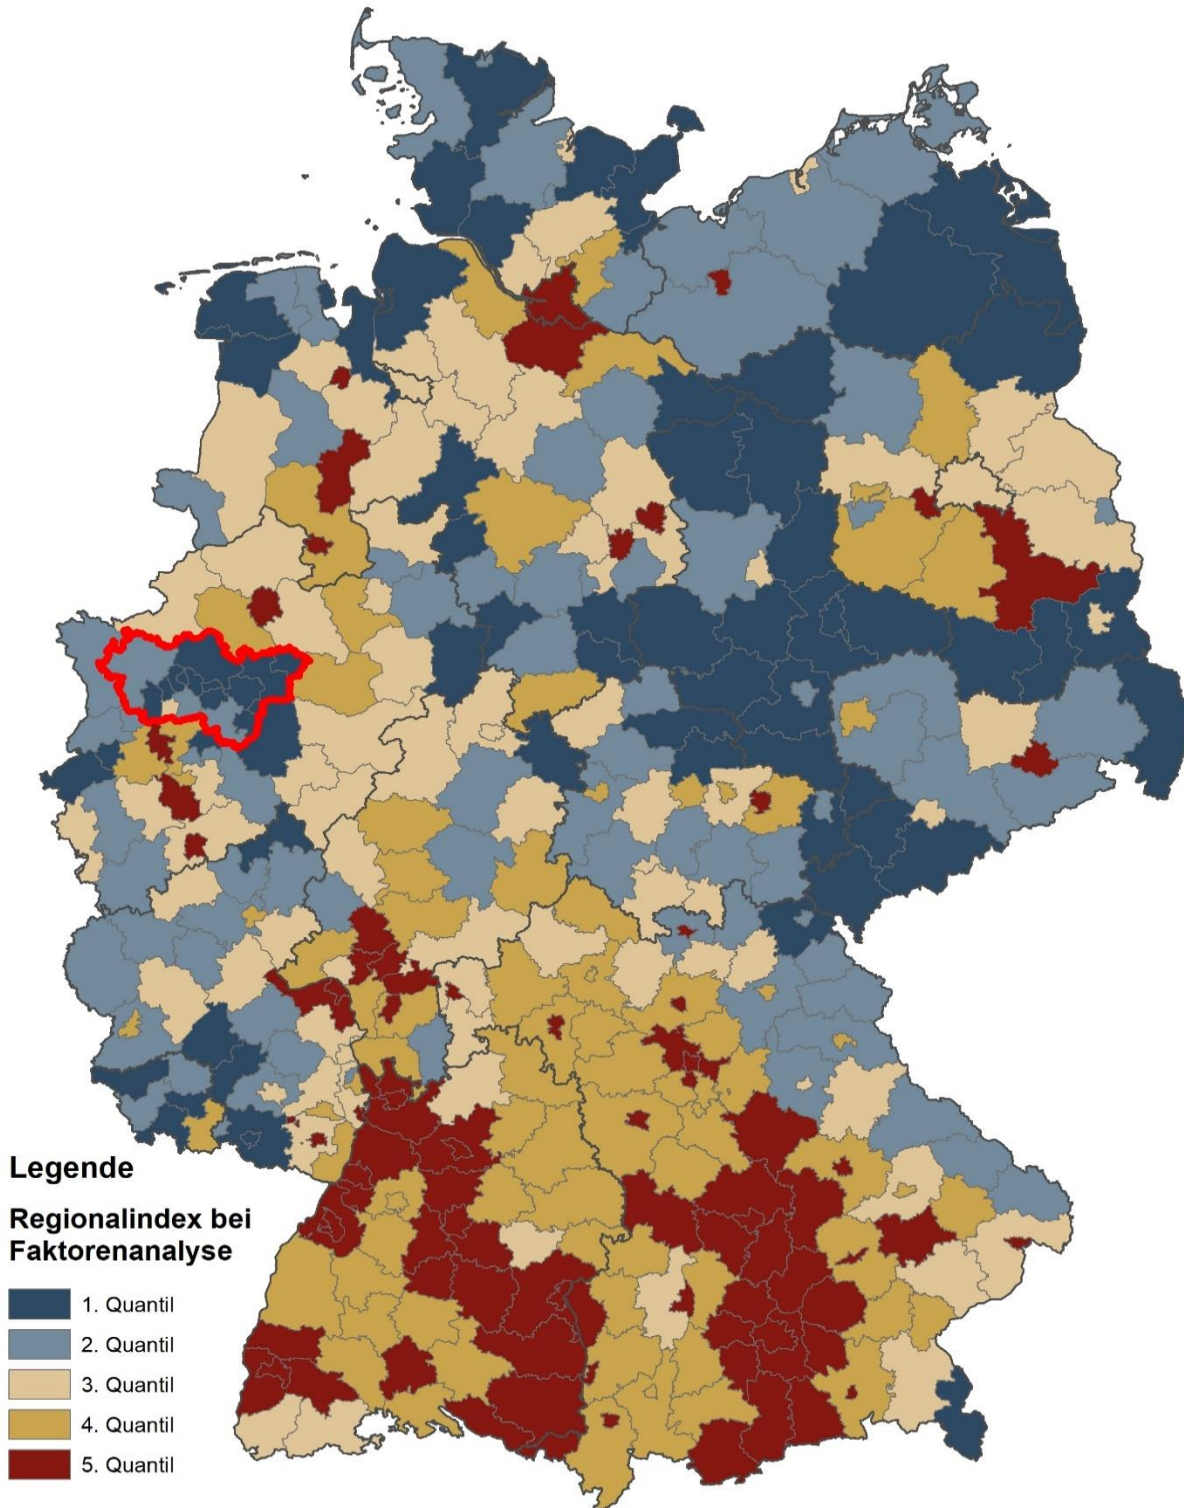 Legende
Regionalindex bei
Faktorenanalyse
1. Quantil
2. Quantil
3. Quantil
4. Quantil
5. Quantil